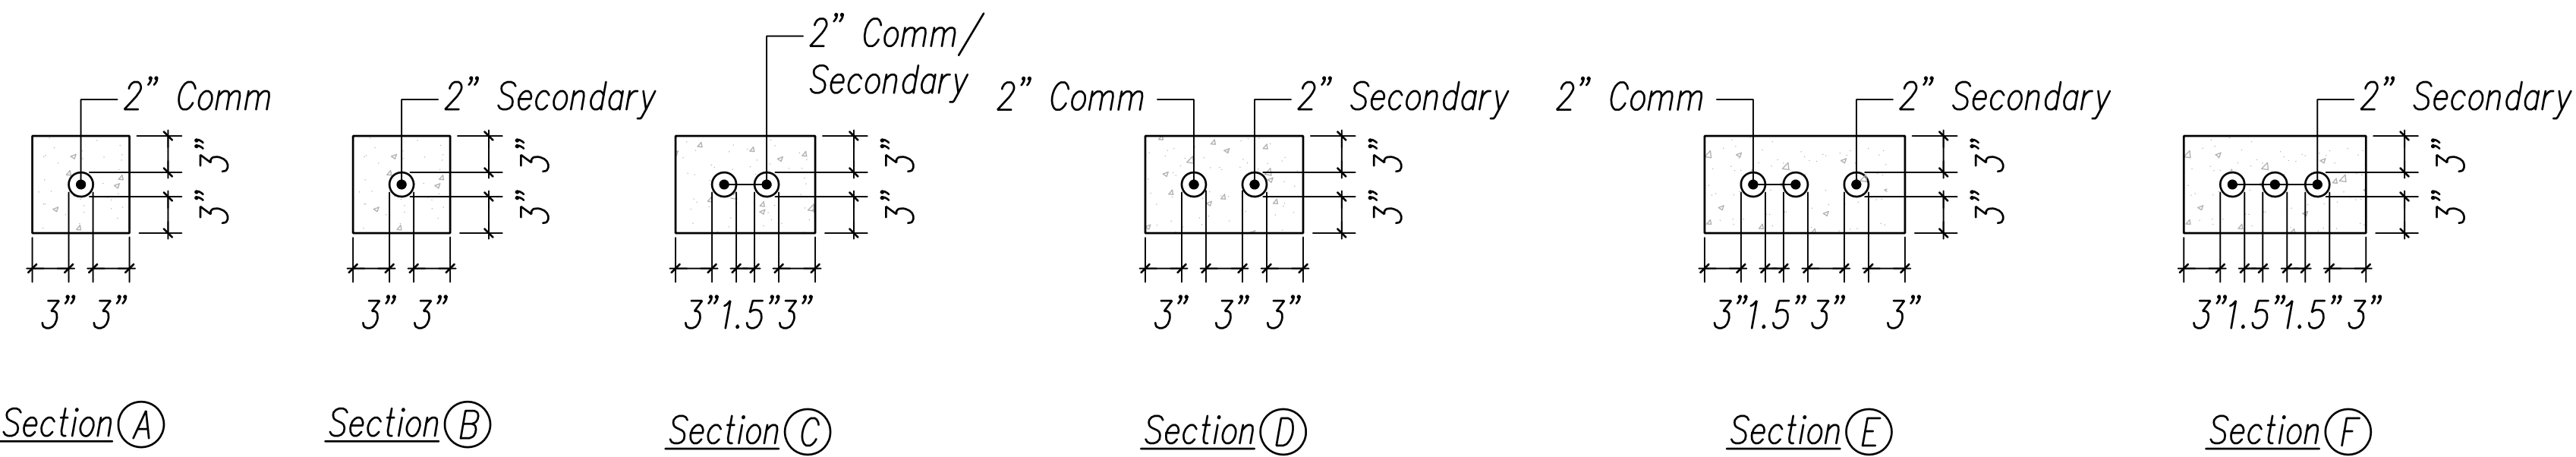 2” Comm
3”
3”
3” 3”
Section A
2” Secondary
3”
3”
3” 3”
Section B
2” Comm/
Secondary
3”
3”
3” 1.5” 3”
Section C
2” Comm
2” Secondary
3”
3”
3” 3” 3”
Section D
2” Comm
2” Secondary
3”
3”
3” 1.5” 3” 3”
Section E
2” Secondary
3”
3”
3” 1.5” 1.5” 3”
Section F